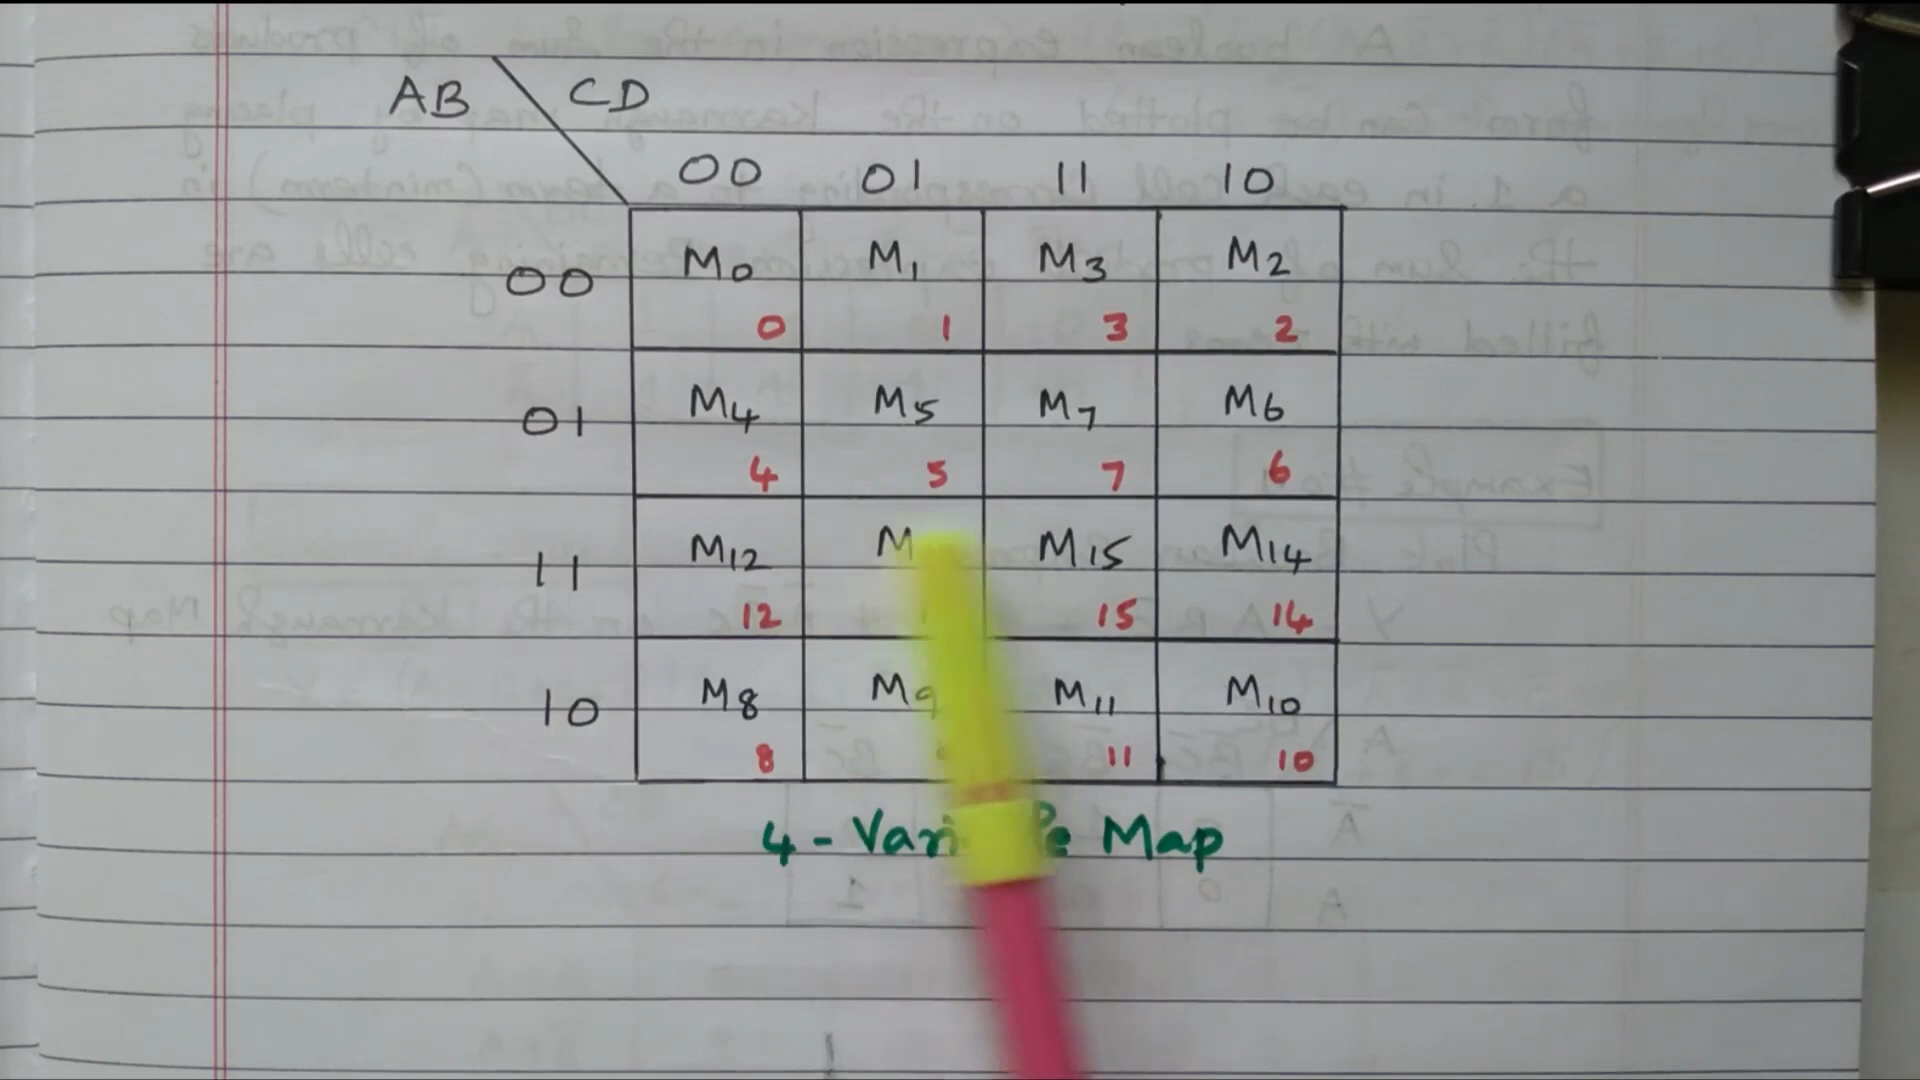 AB CD
00 01 11 10
00 M0 M1 M3 M2
0 1 3 2
01 M4 M5 M7 M6
4 5 7 6
11 M12 M M15 M14
12 15 14
10 M8 M9 M11 M10
8 11 10
4 - Map